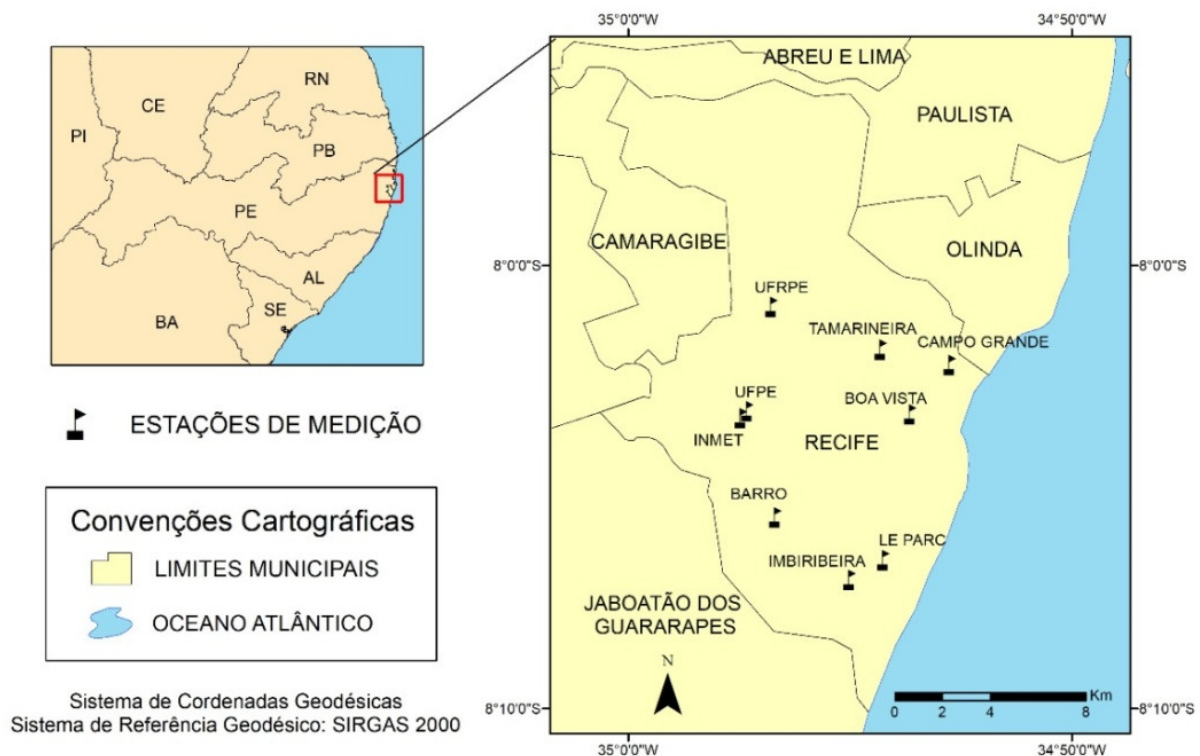 35°0'0"W
34°50'0"W
RN
CE
PI
PB
PE
AL
SE
BA
ABREU E LIMA
PAULISTA
CAMARAGIBE
OLINDA
8°0'0"S
8°0'0"S
UFRPE
TAMARINEIRA
CAMPO GRANDE
UFPE
BOA VISTA
INMET
RECIFE
BARRO
LE PARC
IMBIRIBEIRA
JABOATÃO DOS
GUARARAPES
N
Km
0 2 4 8
8°10'0"S
8°10'0"S
35°0'0"W
34°50'0"W
ESTAÇÕES DE MEDIÇÃO
Convenções Cartográficas
LIMITES MUNICIPAIS
OCEANO ATLÂNTICO
Sistema de Cordenadas Geodésicas
Sistema de Referência Geodésico: SIRGAS 2000